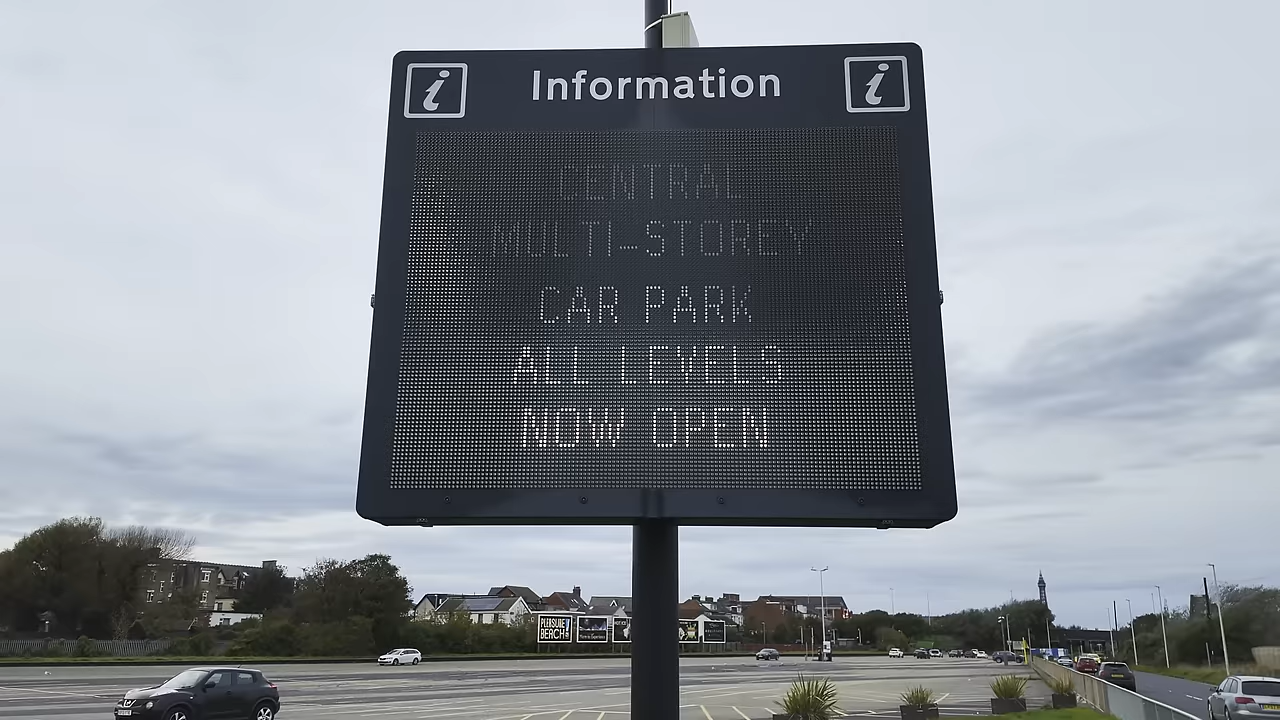 i Information i
CENTRAL
MULTI-STOREY
CAR PARK
ALL LEVELS
NOW OPEN
PLEASURE
BEACH